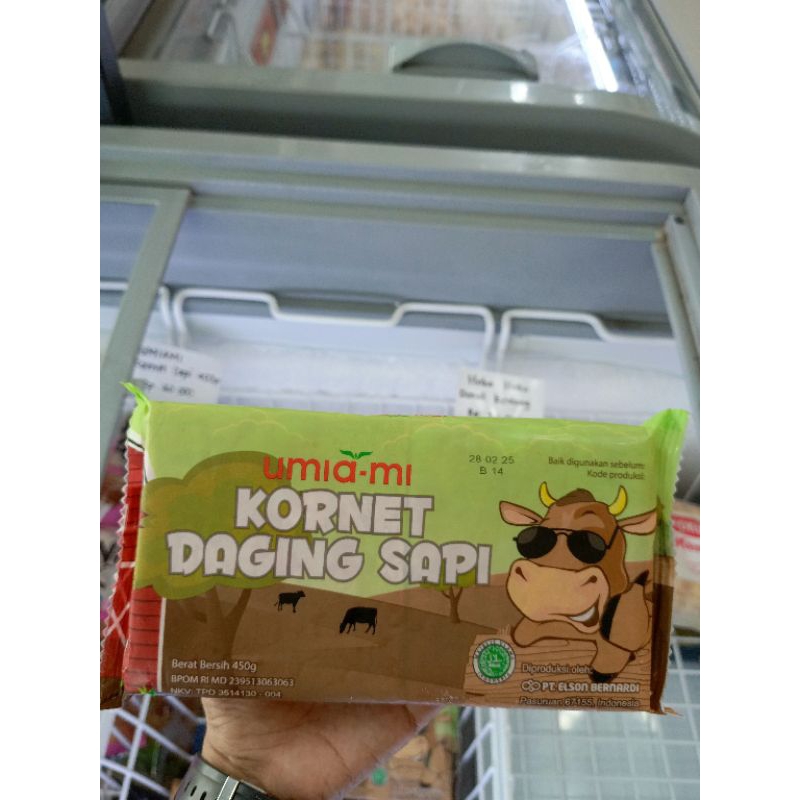 umia-mi
KORNET
DAGING SAPI
28 02 25
B 14
Baik digunakan sebelum:
Kode produksi:
Berat Bersih 450g
BPOM RI MD 239513063063
NKV: TPO 3514130 - 004
Diproduksi oleh:
PT. ELSON BERNARDI
Pasuruan 67155, Indonesia